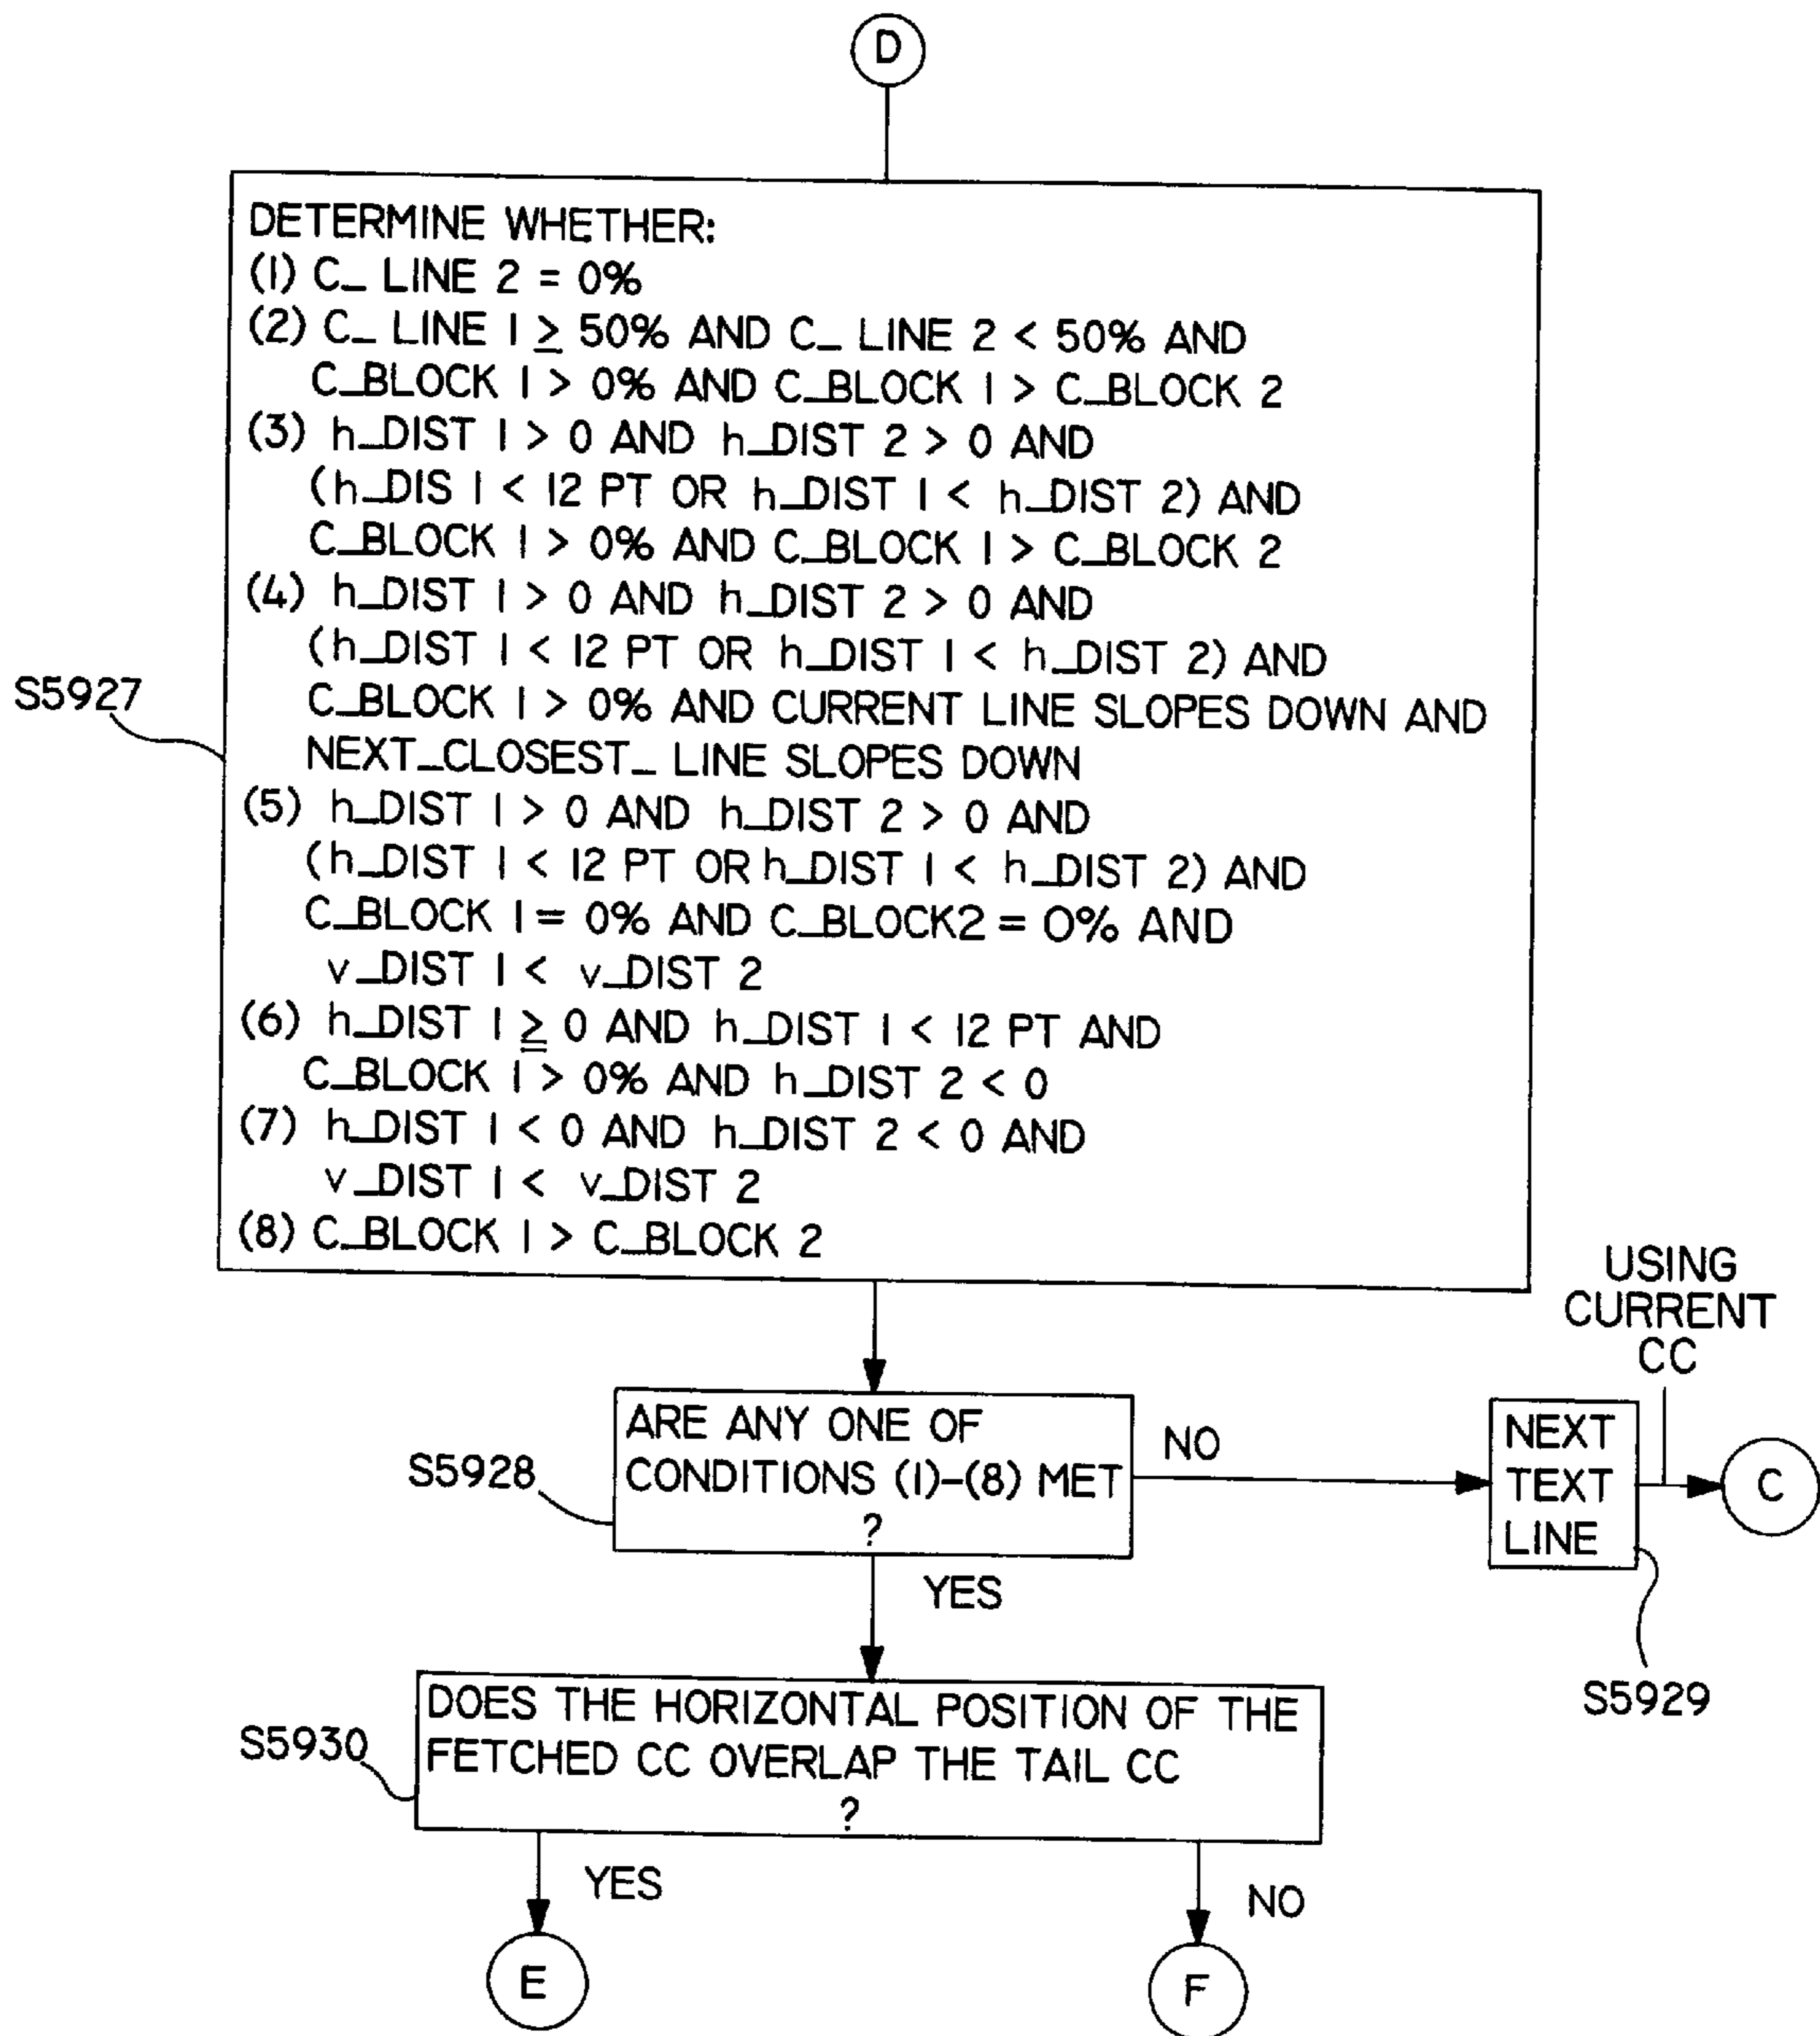 D
DETERMINE WHETHER:
(1) C_ LINE 2 = 0%
(2) C_ LINE 1 ≥ 50% AND C_ LINE 2 < 50% AND
C_BLOCK 1 > 0% AND C_BLOCK 1 > C_BLOCK 2
(3) h_DIST 1 > 0 AND h_DIST 2 > 0 AND
(h_DIS 1 < 12 PT OR h_DIST 1 < h_DIST 2) AND
C_BLOCK 1 > 0% AND C_BLOCK 1 > C_BLOCK 2
(4) h_DIST 1 > 0 AND h_DIST 2 > 0 AND
(h_DIST 1 < 12 PT OR h_DIST 1 < h_DIST 2) AND
C_BLOCK 1 > 0% AND CURRENT LINE SLOPES DOWN AND
NEXT_CLOSEST_ LINE SLOPES DOWN
(5) h_DIST 1 > 0 AND h_DIST 2 > 0 AND
(h_DIST 1 < 12 PT OR h_DIST 1 < h_DIST 2) AND
C_BLOCK 1 = 0% AND C_BLOCK2 = 0% AND
v_DIST 1 < v_DIST 2
(6) h_DIST 1 ≥ 0 AND h_DIST 1 < 12 PT AND
C_BLOCK 1 > 0% AND h_DIST 2 < 0
(7) h_DIST 1 < 0 AND h_DIST 2 < 0 AND
v_DIST 1 < v_DIST 2
(8) C_BLOCK 1 > C_BLOCK 2
S5927
USING
CURRENT
CC
ARE ANY ONE OF
CONDITIONS (1)-(8) MET
?
S5928
NO
NEXT
TEXT
LINE
C
S5929
YES
DOES THE HORIZONTAL POSITION OF THE
FETCHED CC OVERLAP THE TAIL CC
?
S5930
YES
NO
E
F